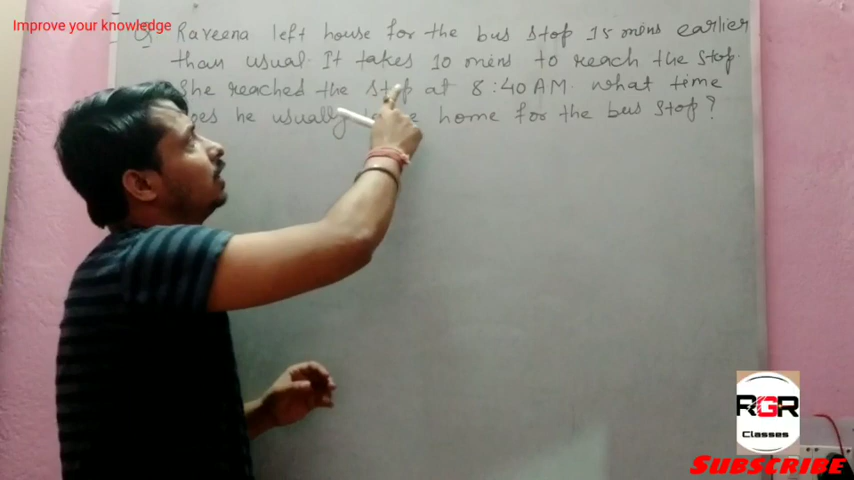 Improve your knowledge
Q Raveena left house for the bus stop 15 mins earlier
than usual. It takes 10 mins to reach the stop.
She reached the stop at 8:40 AM. what time
he usually home for the bus stop?
RGR
Classes
SUBSCRIBE